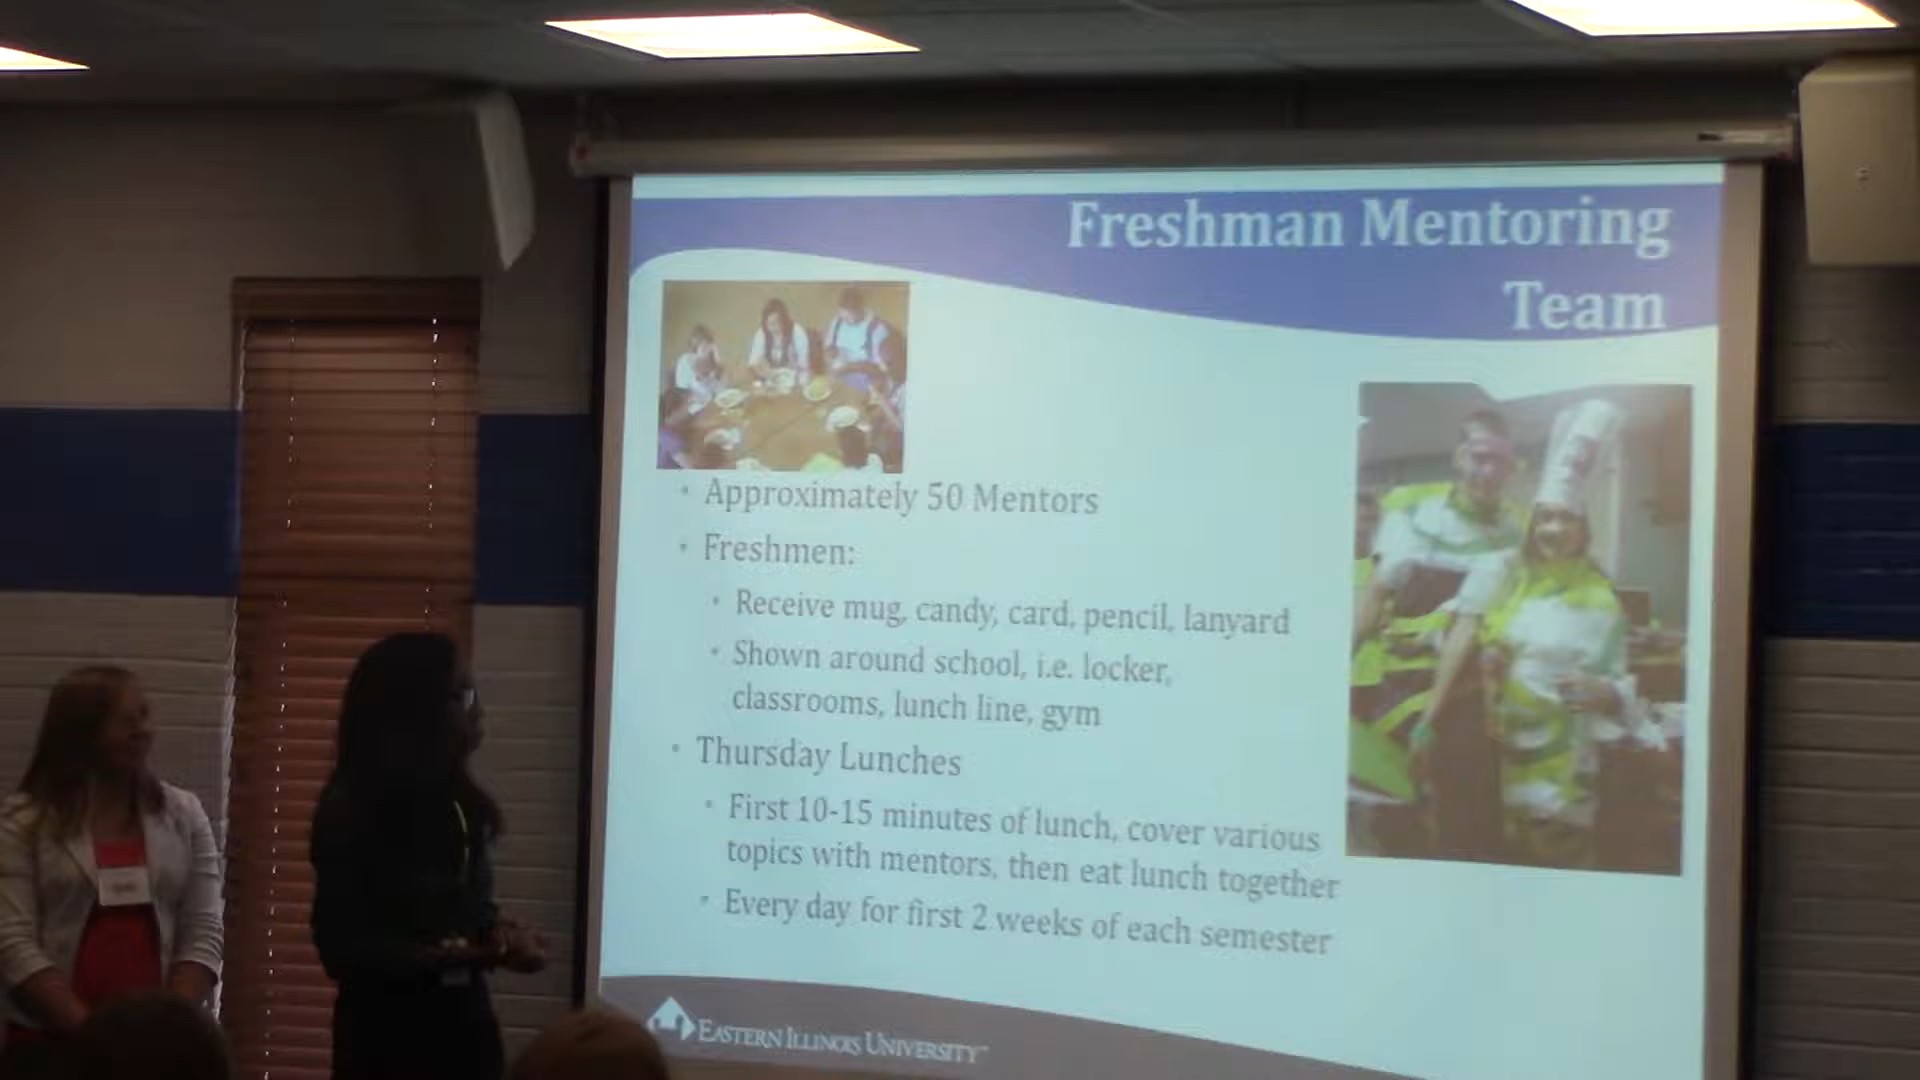 Freshman Mentoring
Team
• Approximately 50 Mentors
• Freshmen:
• Receive mug, candy, card, pencil, lanyard
• Shown around school, i.e. locker,
classrooms, lunch line, gym
• Thursday Lunches
• First 10-15 minutes of lunch, cover various
topics with mentors, then eat lunch together
• Every day for first 2 weeks of each semester
EASTERN ILLINOIS UNIVERSITY™